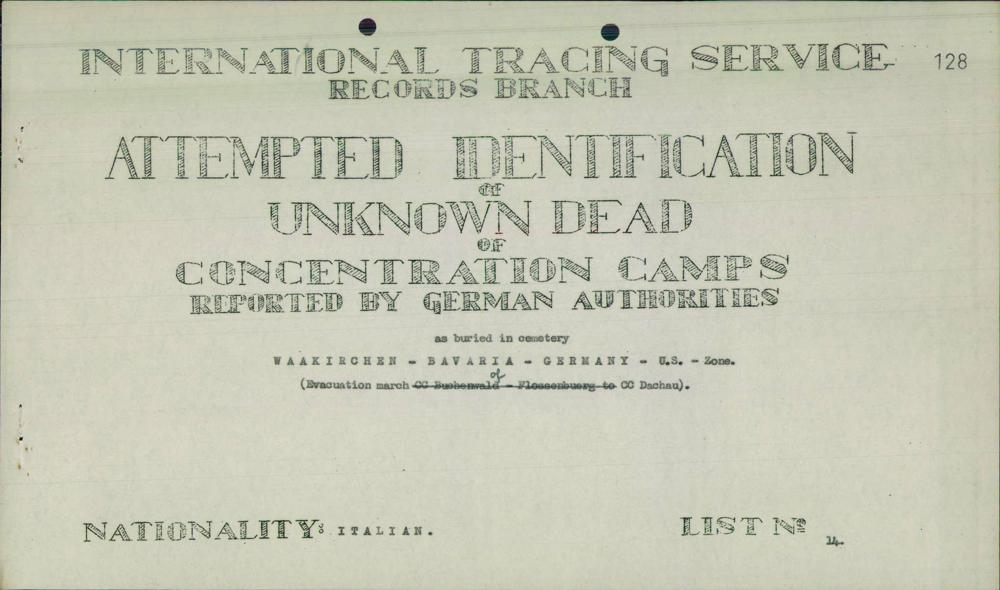 INTERNATIONAL TRACING SERVICE 128
RECORDS BRANCH
ATTEMPTED IDENTIFICATION
OF
UNKNOWN DEAD
OF
CONCENTRATION CAMPS
REPORTED BY GERMAN AUTHORITIES
as buried in cemetery
WAAKIRCHEN - BAVARIA - GERMANY - U.S. - Zone.
of
(Evacuation march CC Buchenwald - Flossenbuerg to CC Dachau).
NATIONALITY: ITALIAN. LIST Nº 14.